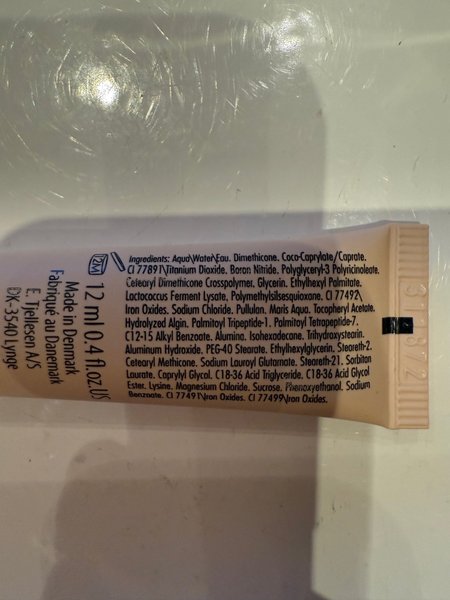 Ingredients: Aqua\Water\Eau. Dimethicone. Coco-Caprylate/Caprate.
CI 77891\Titanium Dioxide. Boron Nitride. Polyglyceryl-3 Polyricinoleate.
Cetearyl Dimethicone Crosspolymer. Glycerin. Ethylhexyl Palmitate.
Lactococcus Ferment Lysate. Polymethylsilsesquioxane. CI 77492\
Iron Oxides. Sodium Chloride. Pullulan. Maris Aqua. Tocopheryl Acetate.
Hydrolyzed Algin. Palmitoyl Tripeptide-1. Palmitoyl Tetrapeptide-7.
C12-15 Alkyl Benzoate. Alumina. Isohexadecane. Trihydroxystearin.
Aluminum Hydroxide. PEG-40 Stearate. Ethylhexylglycerin. Steareth-2.
Cetearyl Methicone. Sodium Lauroyl Glutamate. Steareth-21. Sorbitan
Laurate. Caprylyl Glycol. C18-36 Acid Triglyceride. C18-36 Acid Glycol
Ester. Lysine. Magnesium Chloride. Sucrose. Phenoxyethanol. Sodium
Benzoate. CI 77491\Iron Oxides. CI 77499\Iron Oxides.
12 ml 0.4 fl.oz.US
Made in Denmark
Fabriqué au Danemark
E. Tjellesen A/S
DK-3540 Lynge